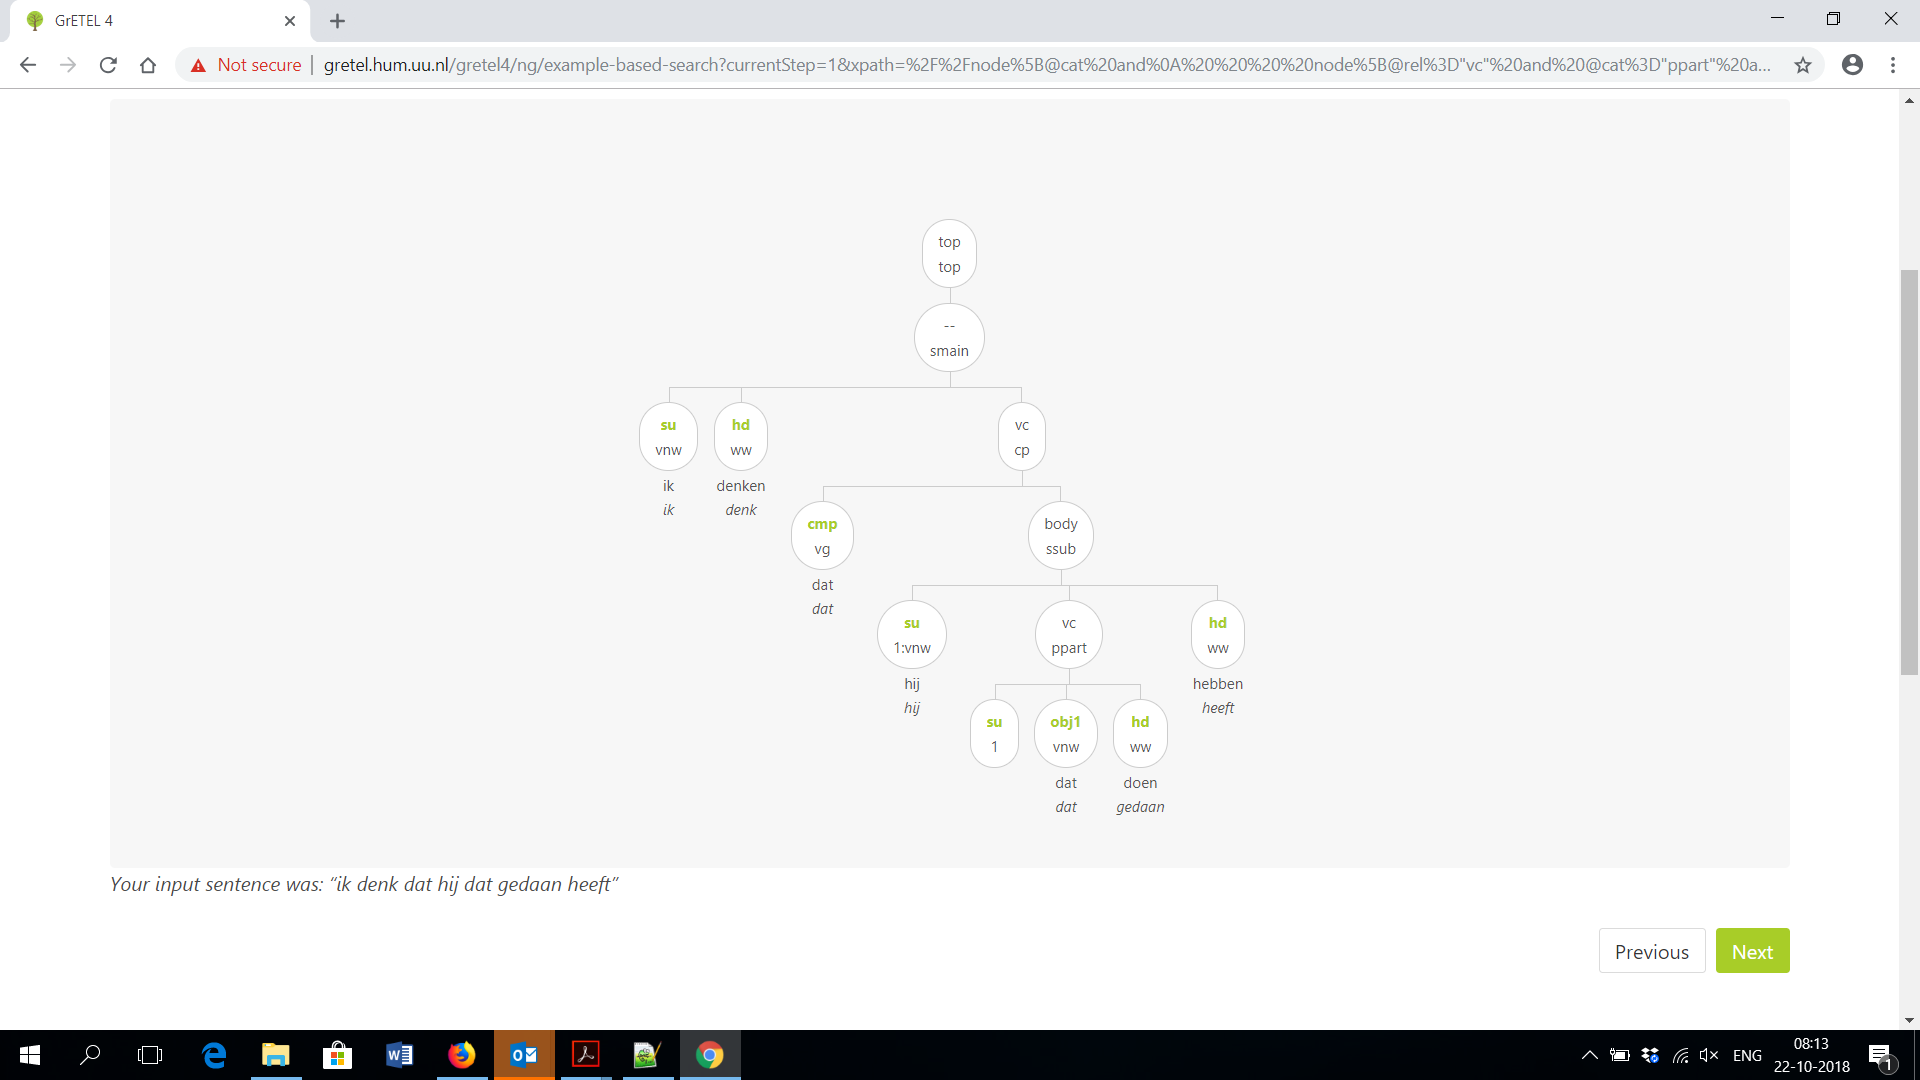 GrETEL 4
Not secure | gretel.hum.uu.nl/gretel4/ng/example-based-search?currentStep=1&xpath=%2F%2Fnode%5B@cat%20and%0A%20%20%20%20node%5B@rel%3D"vc"%20and%20@cat%3D"ppart"%20a...
top
top
--
smain
su hd vc
vnw ww cp
ik denken
ik denk
cmp body
vg ssub
dat
dat
su vc hd
1:vnw ppart ww
hij hebben
hij heeft
su obj1 hd
1 vnw ww
dat doen
dat gedaan
Your input sentence was: “ik denk dat hij dat gedaan heeft”
Previous Next
ENG
08:13
22-10-2018
1